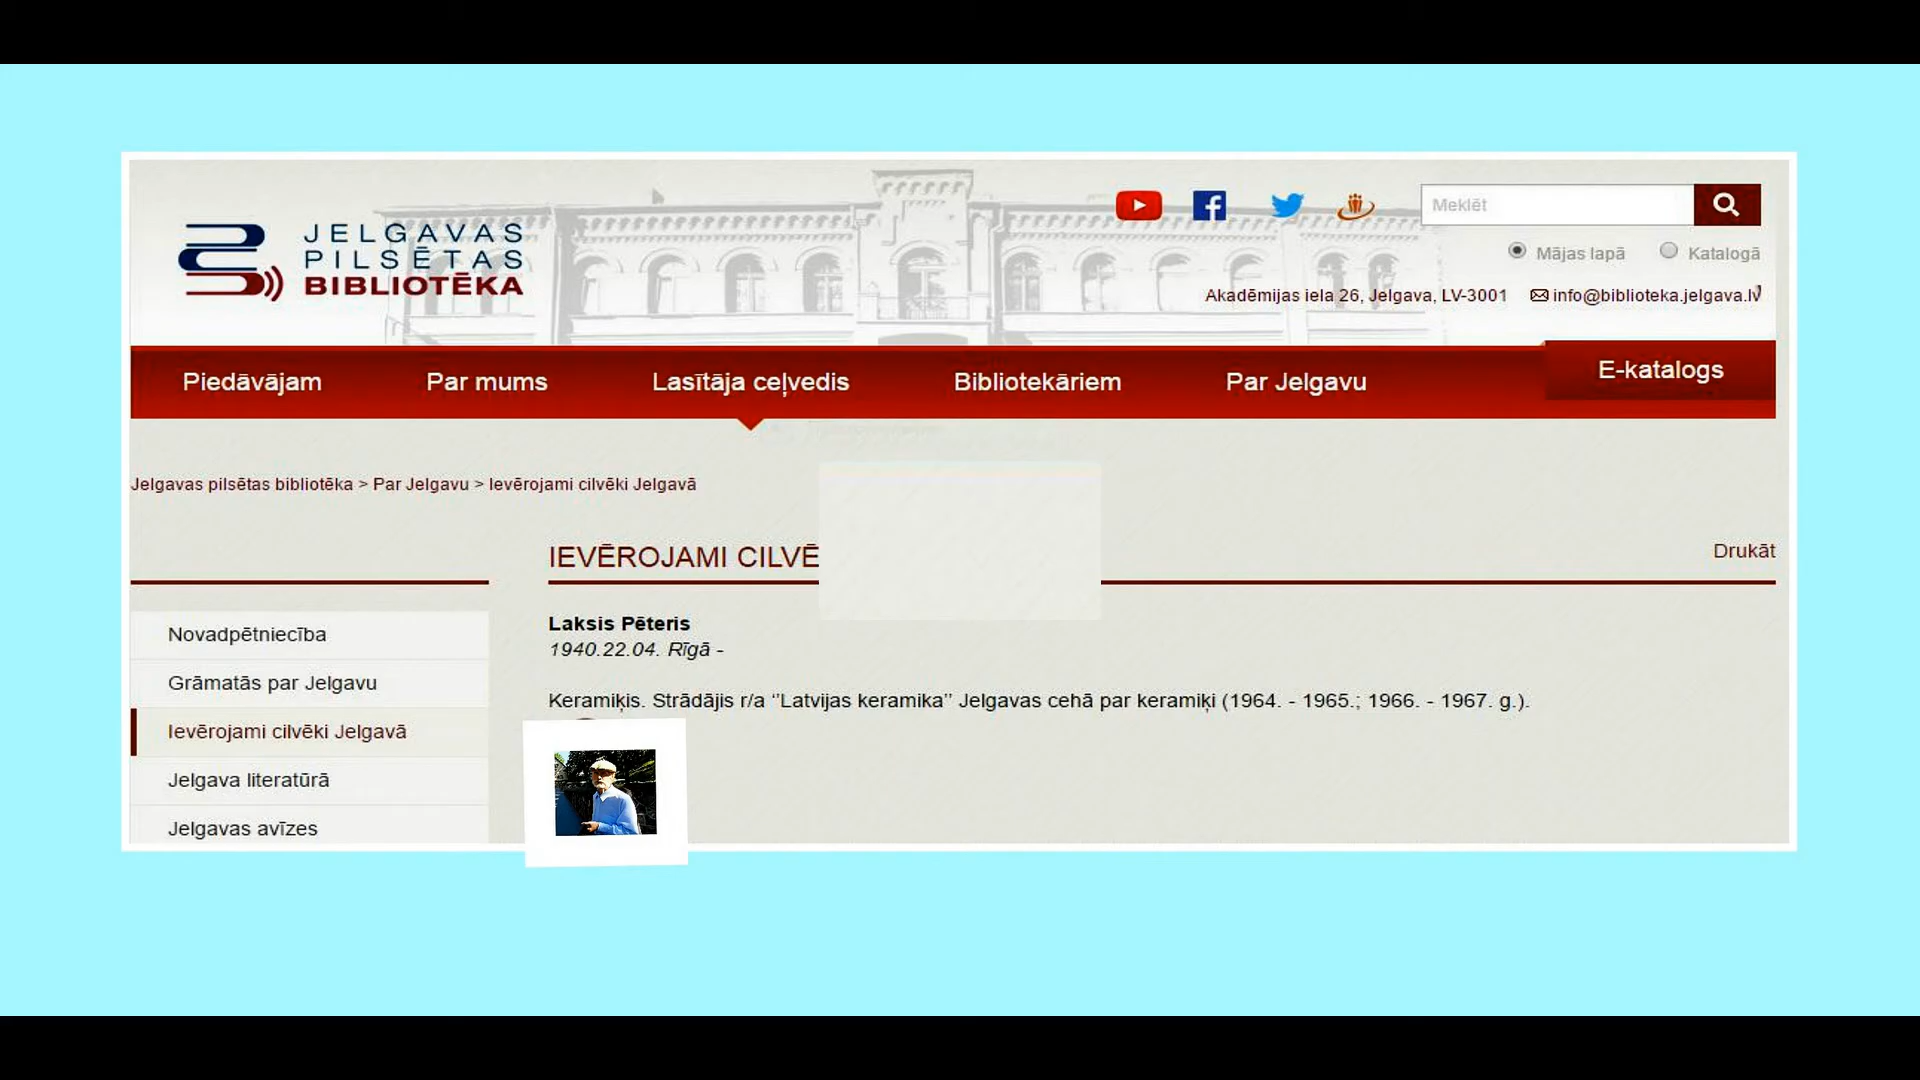 JELGAVAS
PILSĒTAS
BIBLIOTĒKA
Meklēt
Mājas lapā
Katalogā
Akadēmijas iela 26, Jelgava, LV-3001
info@biblioteka.jelgava.lv
Piedāvājam
Par mums
Lasītāja ceļvedis
Bibliotekāriem
Par Jelgavu
E-katalogs
Jelgavas pilsētas bibliotēka > Par Jelgavu > Ievērojami cilvēki Jelgavā
IEVĒROJAMI CILVĒ
Drukāt
Novadpētniecība
Grāmatās par Jelgavu
Ievērojami cilvēki Jelgavā
Jelgava literatūrā
Jelgavas avīzes
Laksis Pēteris
1940.22.04. Rīgā -
Keramiķis. Strādājis r/a ‘’Latvijas keramika’’ Jelgavas cehā par keramiķi (1964. - 1965.; 1966. - 1967. g.).